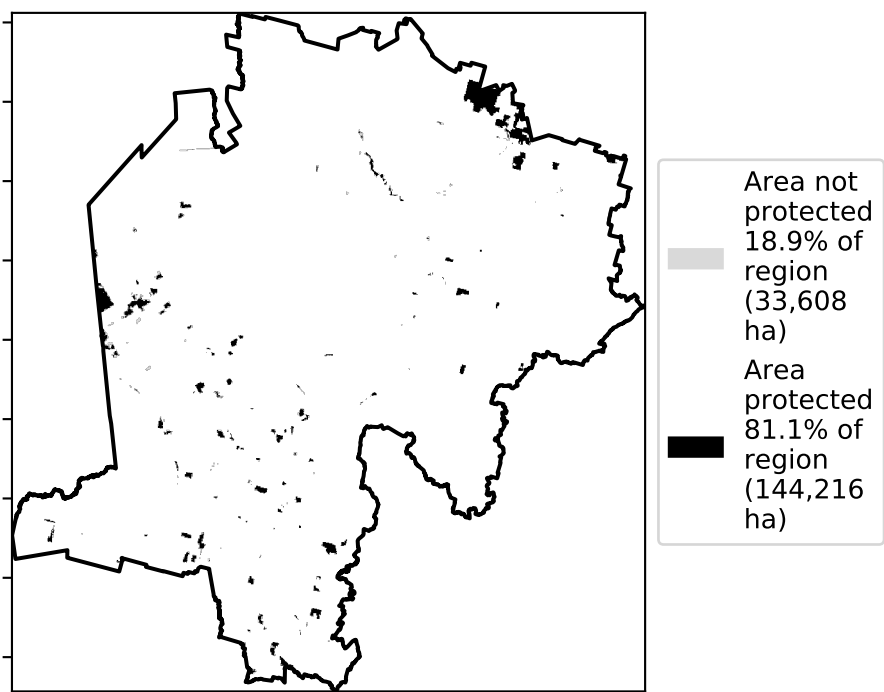 Area not
protected
18.9% of
region
(33,608
ha)
Area
protected
81.1% of
region
(144,216
ha)